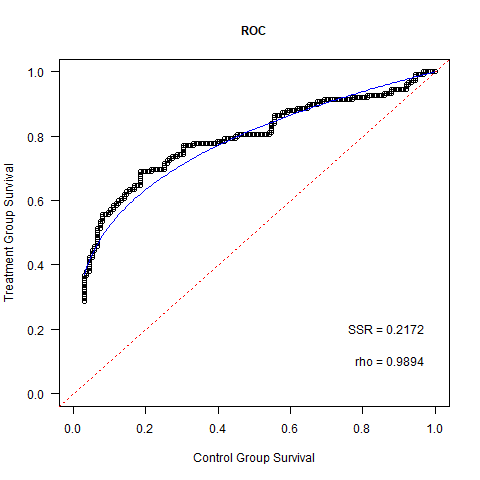 ROC
Treatment Group Survival
1.0
0.8
0.6
0.4
0.2
0.0
SSR = 0.2172
rho = 0.9894
0.0 0.2 0.4 0.6 0.8 1.0
Control Group Survival